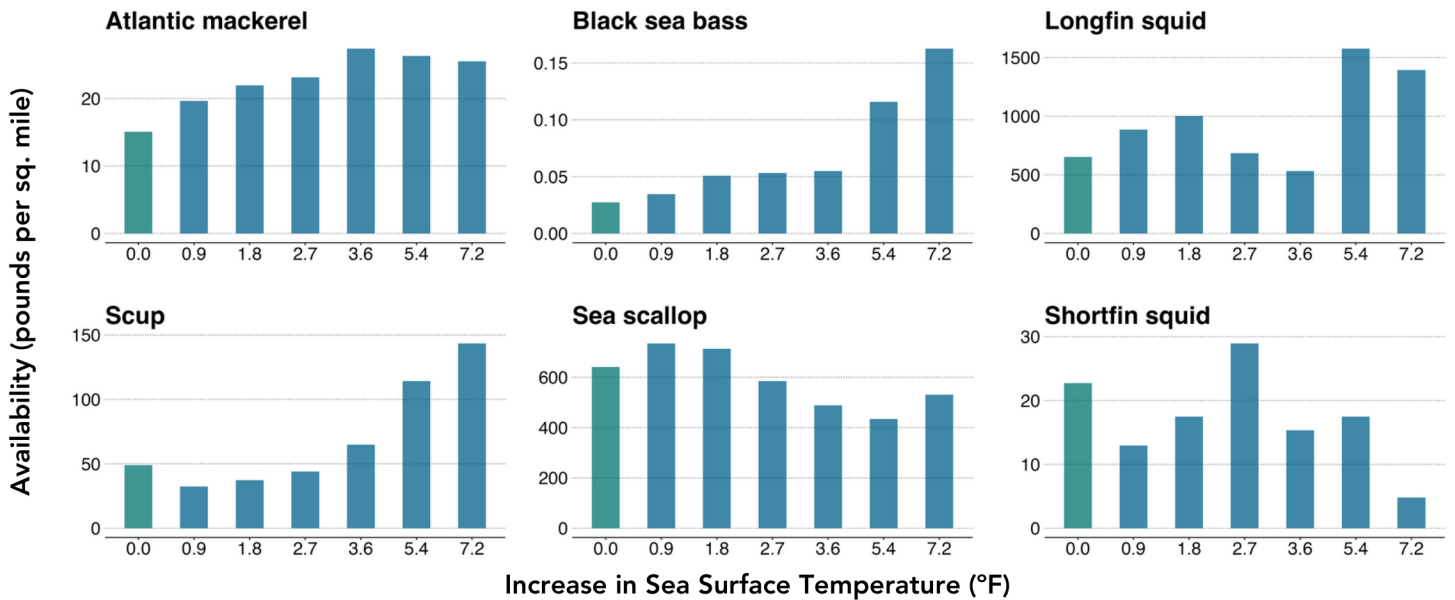 Atlantic mackerel
Black sea bass
Longfin squid
Availability (pounds per sq. mile)
20
10
0
0.0 0.9 1.8 2.7 3.6 5.4 7.2
0.15
0.10
0.05
0.00
0.0 0.9 1.8 2.7 3.6 5.4 7.2
1500
1000
500
0
0.0 0.9 1.8 2.7 3.6 5.4 7.2
Scup
Sea scallop
Shortfin squid
150
100
50
0
0.0 0.9 1.8 2.7 3.6 5.4 7.2
600
400
200
0
0.0 0.9 1.8 2.7 3.6 5.4 7.2
30
20
10
0
0.0 0.9 1.8 2.7 3.6 5.4 7.2
Increase in Sea Surface Temperature (°F)